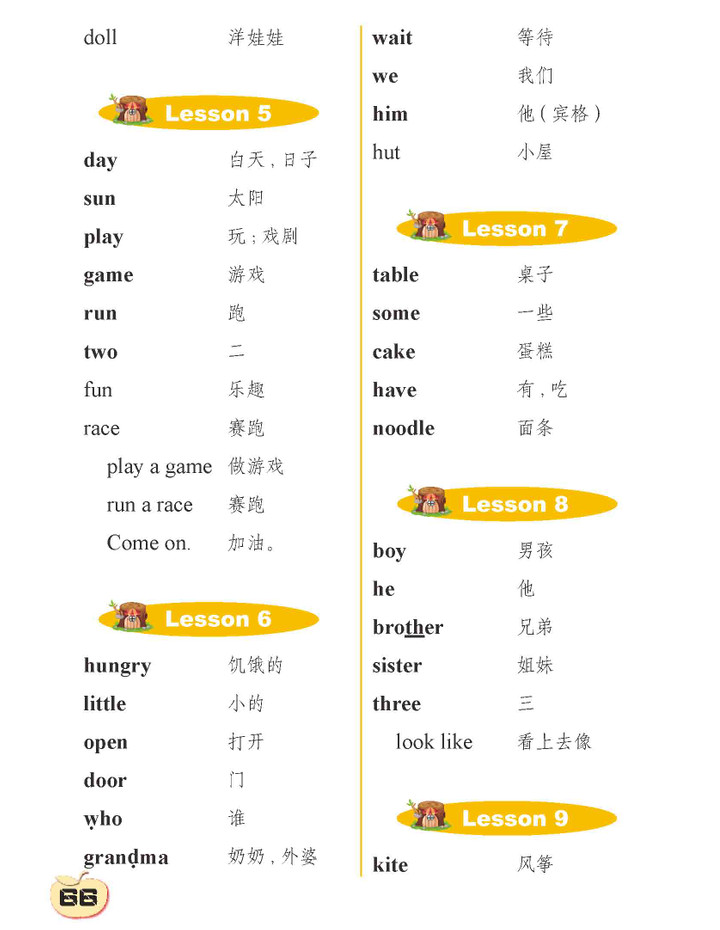 doll 洋娃娃
Lesson 5
day 白天，日子
sun 太阳
play 玩；戏剧
game 游戏
run 跑
two 二
fun 乐趣
race 赛跑
play a game 做游戏
run a race 赛跑
Come on. 加油。
Lesson 6
hungry 饥饿的
little 小的
open 打开
door 门
ẉho 谁
granḍma 奶奶，外婆
wait 等待
we 我们
him 他（宾格）
hut 小屋
Lesson 7
table 桌子
some 一些
cake 蛋糕
have 有，吃
noodle 面条
Lesson 8
boy 男孩
he 他
brother 兄弟
sister 姐妹
three 三
look like 看上去像
Lesson 9
kite 风筝
66